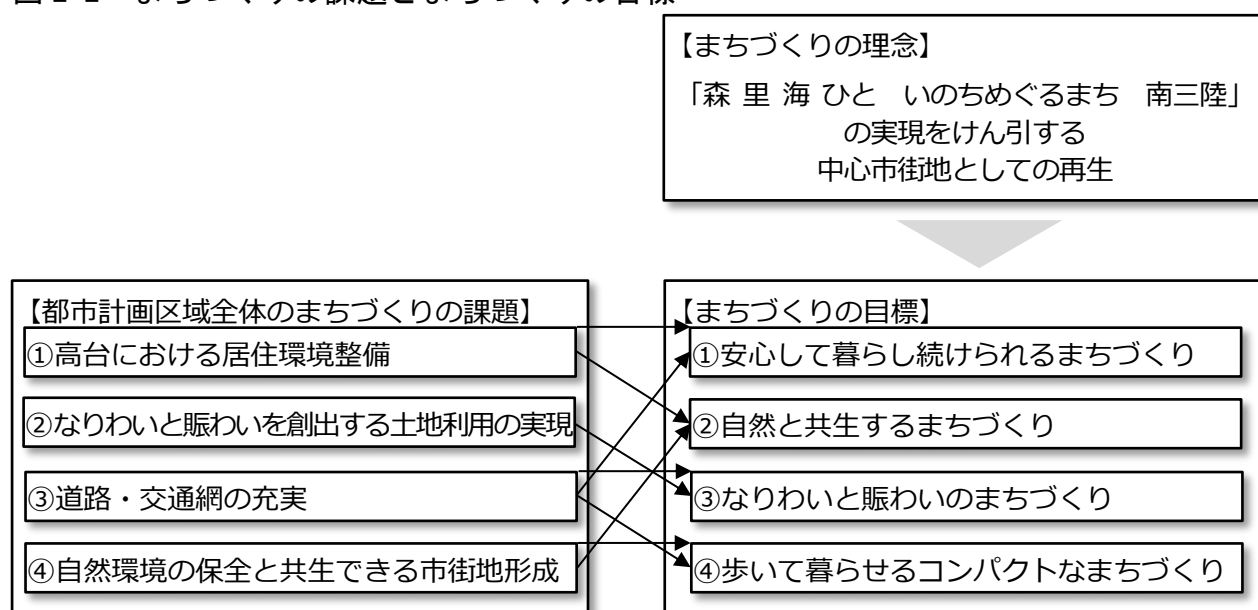 【まちづくりの理念】
「森 里 海 ひと　いのちめぐるまち　南三陸」
の実現をけん引する
中心市街地としての再生
【都市計画区域全体のまちづくりの課題】
①高台における居住環境整備
②なりわいと賑わいを創出する土地利用の実現
③道路・交通網の充実
④自然環境の保全と共生できる市街地形成
【まちづくりの目標】
①安心して暮らし続けられるまちづくり
②自然と共生するまちづくり
③なりわいと賑わいのまちづくり
④歩いて暮らせるコンパクトなまちづくり